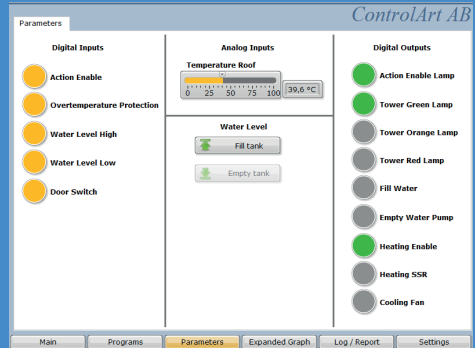 ControlArt AB
Parameters
Digital Inputs
Action Enable
Overtemperature Protection
Water Level High
Water Level Low
Door Switch
Analog Inputs
Temperature Roof
0 25 50 75 100
39,6 ºC
Water Level
Fill tank
Empty tank
Digital Outputs
Action Enable Lamp
Tower Green Lamp
Tower Orange Lamp
Tower Red Lamp
Fill Water
Empty Water Pump
Heating Enable
Heating SSR
Cooling Fan
Main Programs Parameters Expanded Graph Log / Report Settings